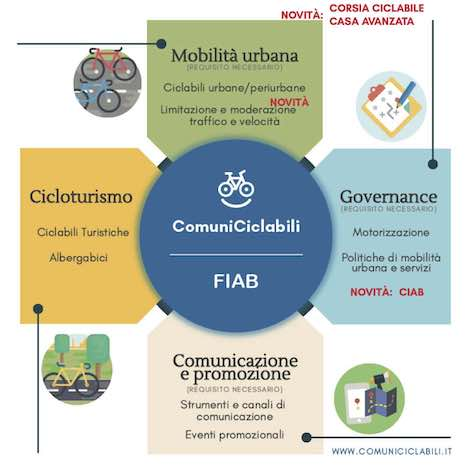 NOVITÀ: CORSIA CICLABILE
CASA AVANZATA
Mobilità urbana
(REQUISITO NECESSARIO)
Ciclabili urbane/periurbane
NOVITÀ
Limitazione e moderazione
traffico e velocità
Cicloturismo
Ciclabili Turistiche
Albergabici
ComuniCiclabili
FIAB
Governance
(REQUISITO NECESSARIO)
Motorizzazione
Politiche di mobilità
urbana e servizi
NOVITÀ: CIAB
Comunicazione
e promozione
(REQUISITO NECESSARIO)
Strumenti e canali di
comunicazione
Eventi promozionali
WWW.COMUNICICLABILI.IT